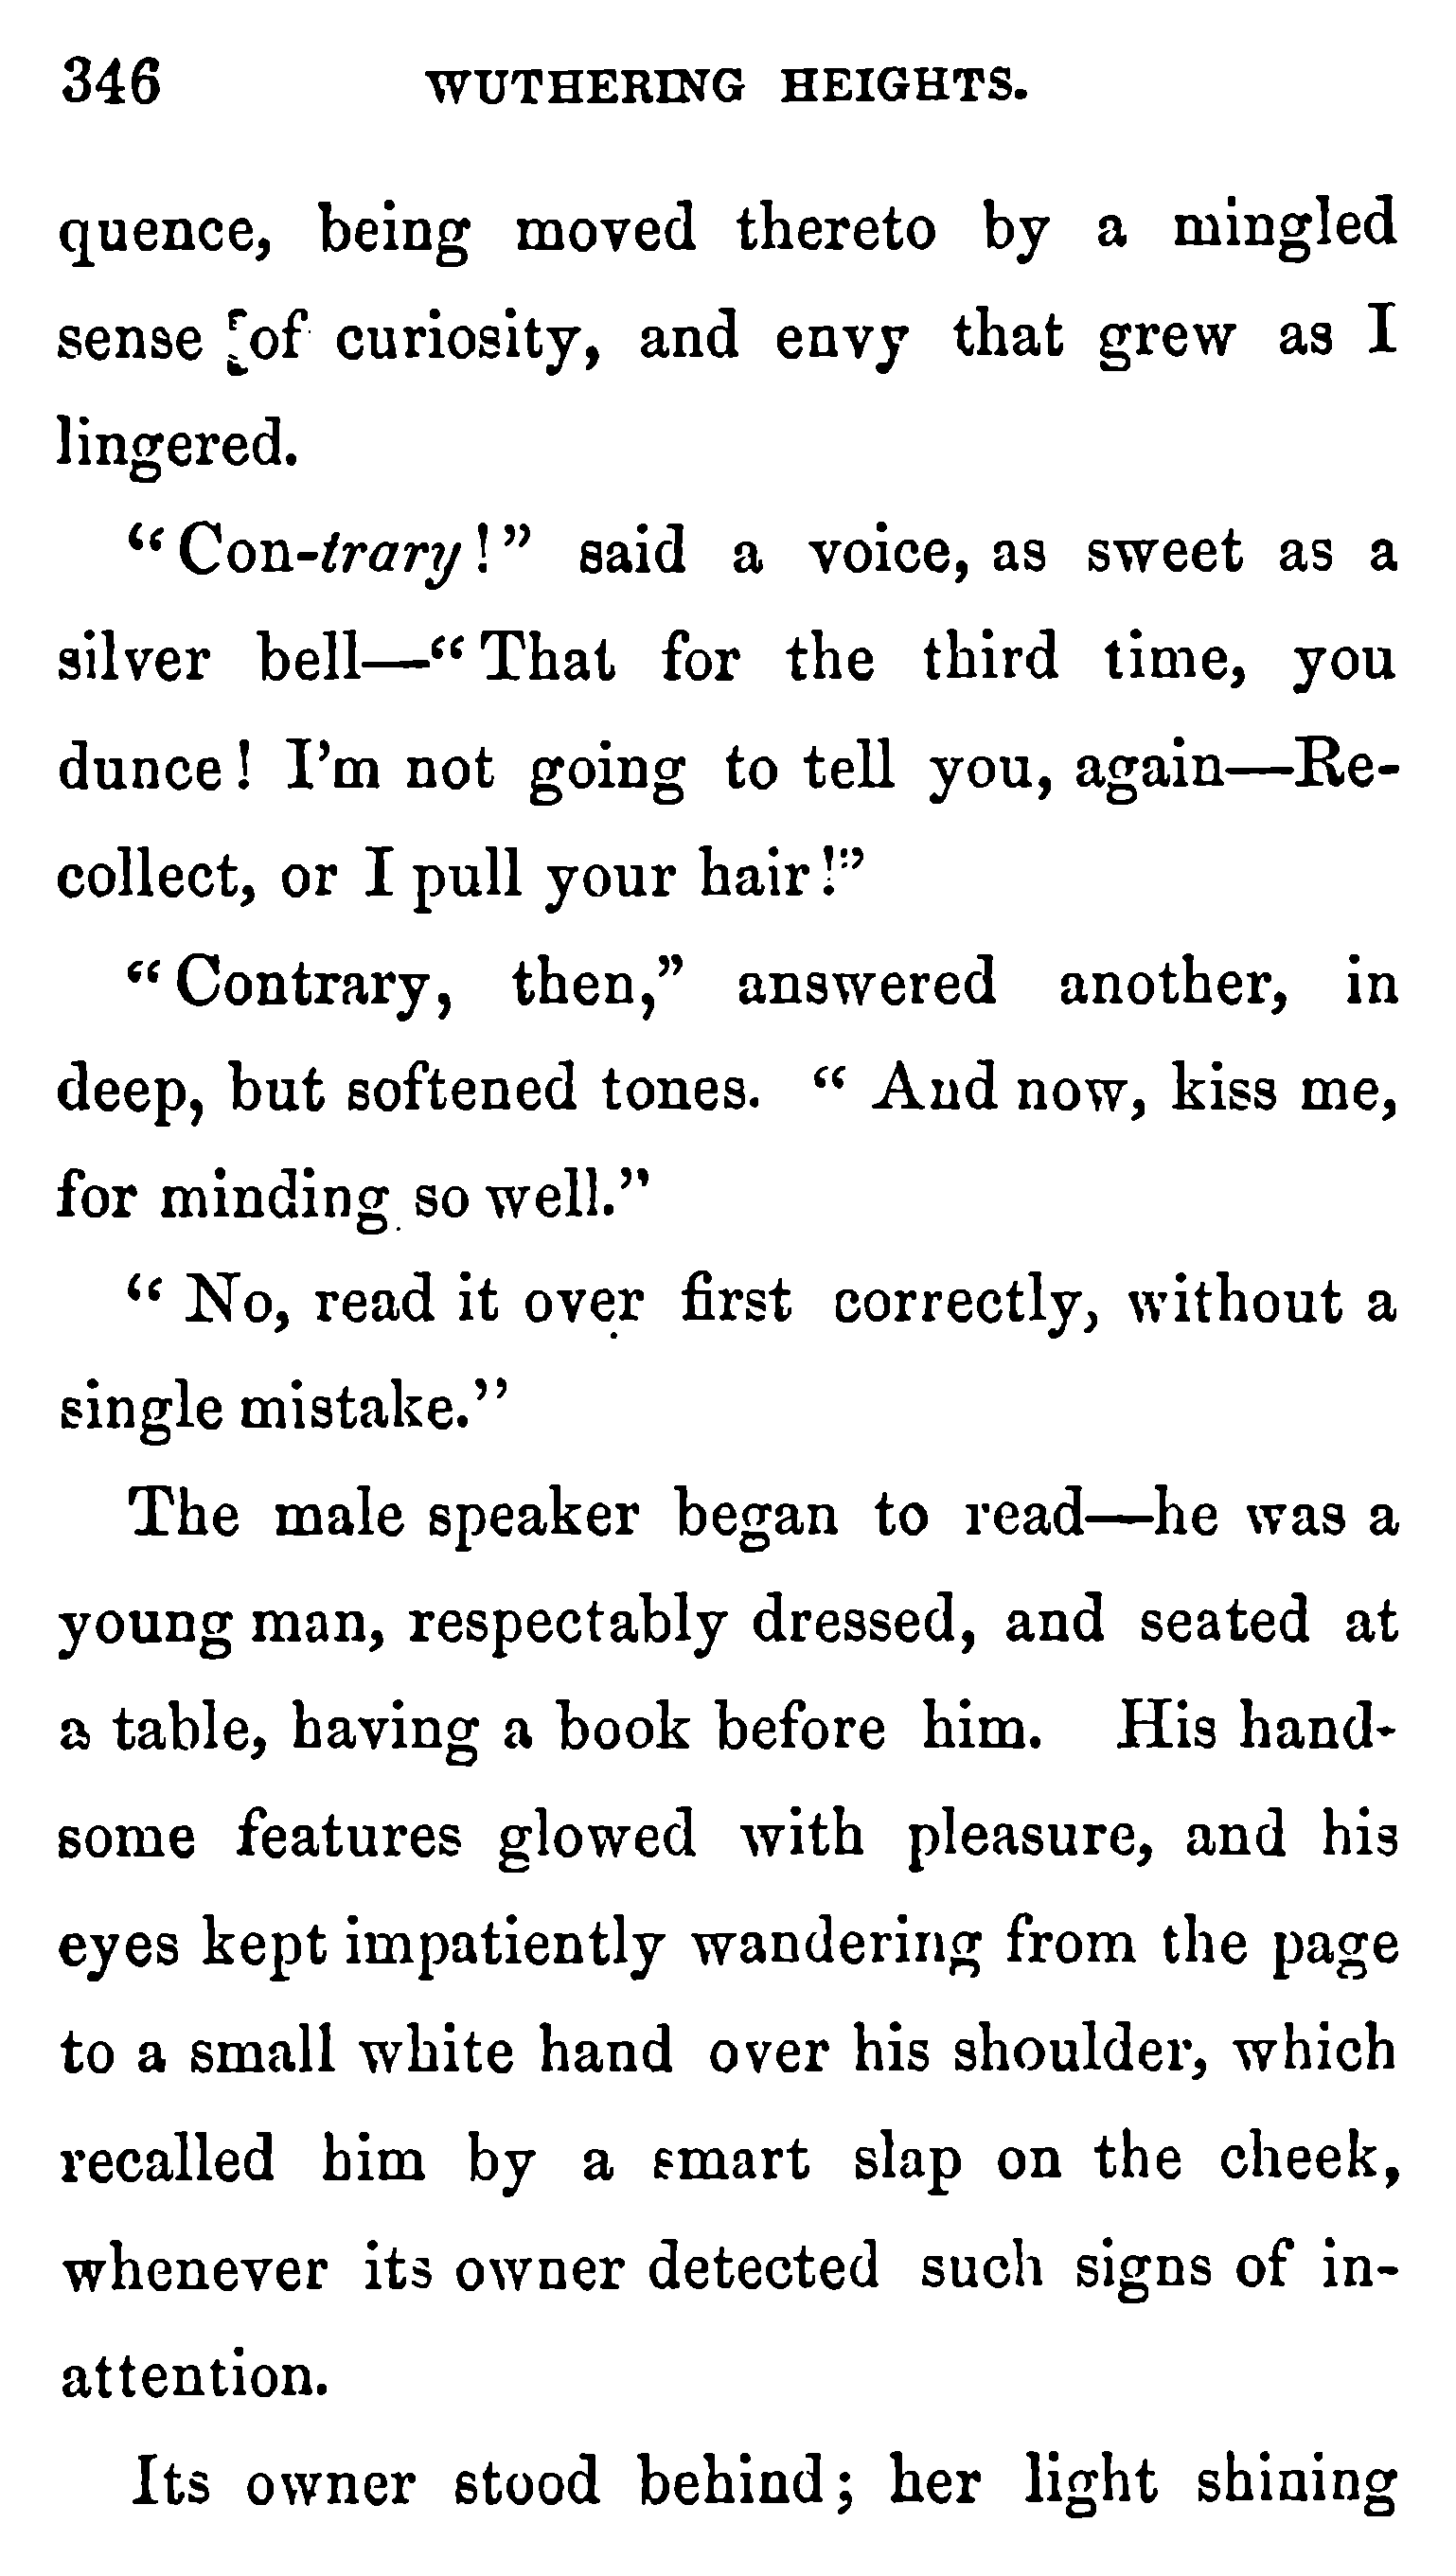 346 WUTHERING HEIGHTS.
quence, being moved thereto by a mingled
sense of curiosity, and envy that grew as I
lingered.
"Con-trary!" said a voice, as sweet as a
silver bell—"That for the third time, you
dunce! I'm not going to tell you, again—Re-
collect, or I pull your hair!"
"Contrary, then," answered another, in
deep, but softened tones. "And now, kiss me,
for minding so well."
"No, read it over first correctly, without a
single mistake."
The male speaker began to read—he was a
young man, respectably dressed, and seated at
a table, having a book before him. His hand-
some features glowed with pleasure, and his
eyes kept impatiently wandering from the page
to a small white hand over his shoulder, which
recalled him by a smart slap on the cheek,
whenever its owner detected such signs of in-
attention.
Its owner stood behind; her light shining